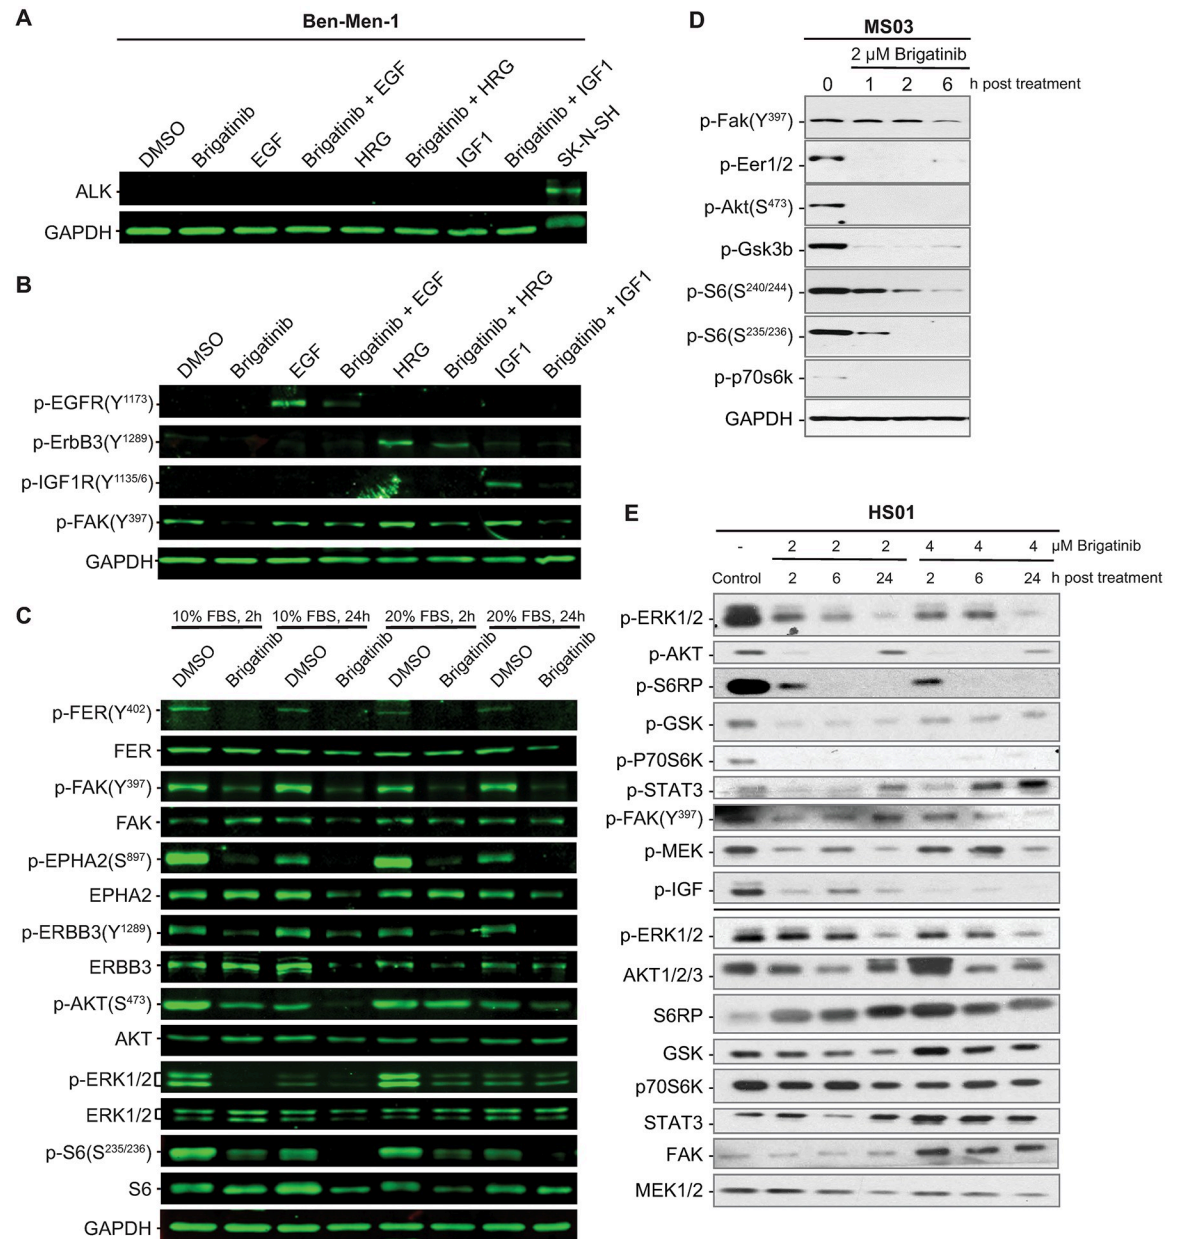 A
Ben-Men-1
DMSO
Brigatinib
EGF
Brigatinib + EGF
HRG
Brigatinib + HRG
IGF1
Brigatinib + IGF1
SK-N-SH
ALK
GAPDH
B
DMSO
Brigatinib
EGF
Brigatinib + EGF
HRG
Brigatinib + HRG
IGF1
Brigatinib + IGF1
p-EGFR(Y1173)
p-ErbB3(Y1289)
p-IGF1R(Y1135/6)
p-FAK(Y397)
GAPDH
C
10% FBS, 2h 10% FBS, 24h 20% FBS, 2h 20% FBS, 24h
DMSO
Brigatinib
DMSO
Brigatinib
DMSO
Brigatinib
DMSO
Brigatinib
p-FER(Y402)
FER
p-FAK(Y397)
FAK
p-EPHA2(S897)
EPHA2
p-ERBB3(Y1289)
ERBB3
p-AKT(S473)
AKT
p-ERK1/2
ERK1/2
p-S6(S235/236)
S6
GAPDH
D
MS03
2 µM Brigatinib
0 1 2 6 h post treatment
p-Fak(Y397)
p-Eer1/2
p-Akt(S473)
p-Gsk3b
p-S6(S240/244)
p-S6(S235/236)
p-p70s6k
GAPDH
E
HS01
- 2 2 2 4 4 4 µM Brigatinib
Control 2 6 24 2 6 24 h post treatment
p-ERK1/2
p-AKT
p-S6RP
p-GSK
p-P70S6K
p-STAT3
p-FAK(Y397)
p-MEK
p-IGF
p-ERK1/2
AKT1/2/3
S6RP
GSK
p70S6K
STAT3
FAK
MEK1/2